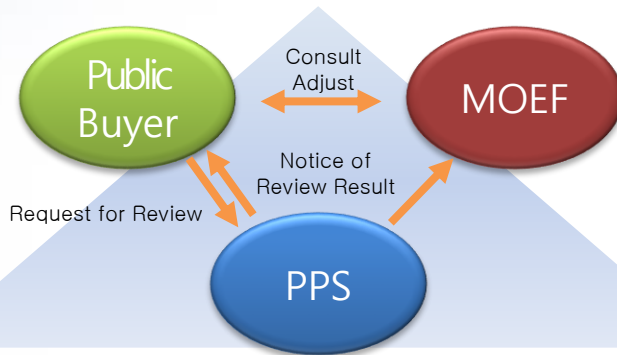 Public
Buyer
Consult
Adjust
MOEF
Notice of
Review Result
Request for Review
PPS